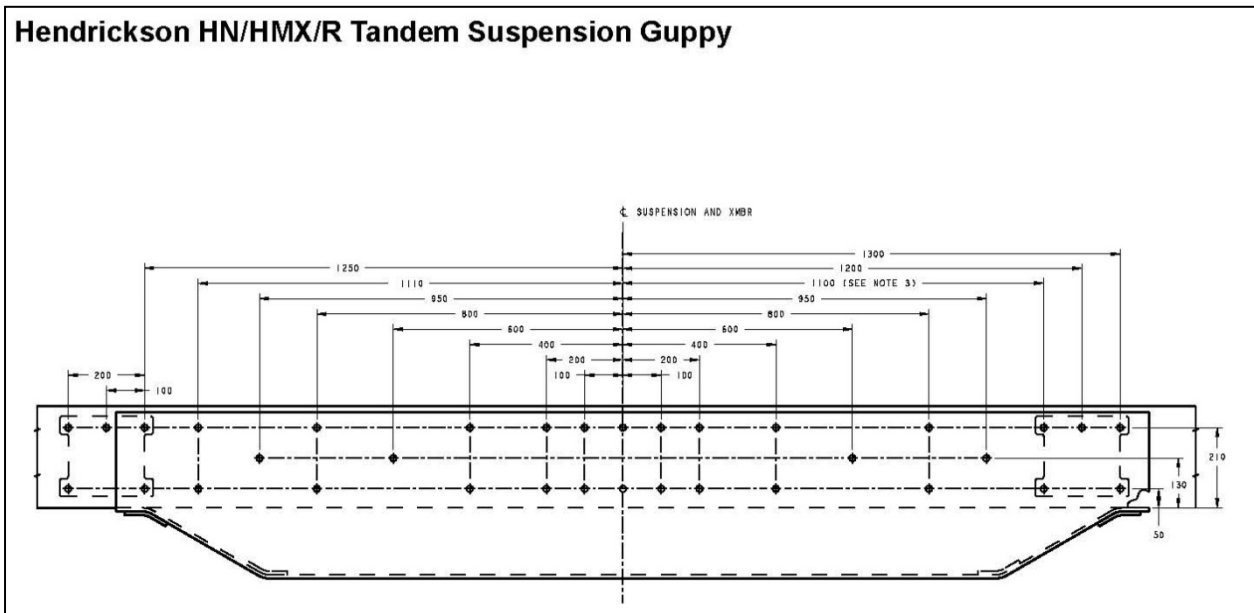 Hendrickson HN/HMX/R Tandem Suspension Guppy
℄ SUSPENSION AND XMBR
1300
1250 1200
1110 1100 (SEE NOTE 3)
950 950
800 800
600 600
400 400
200 200 200
100 100 100
210
130
50